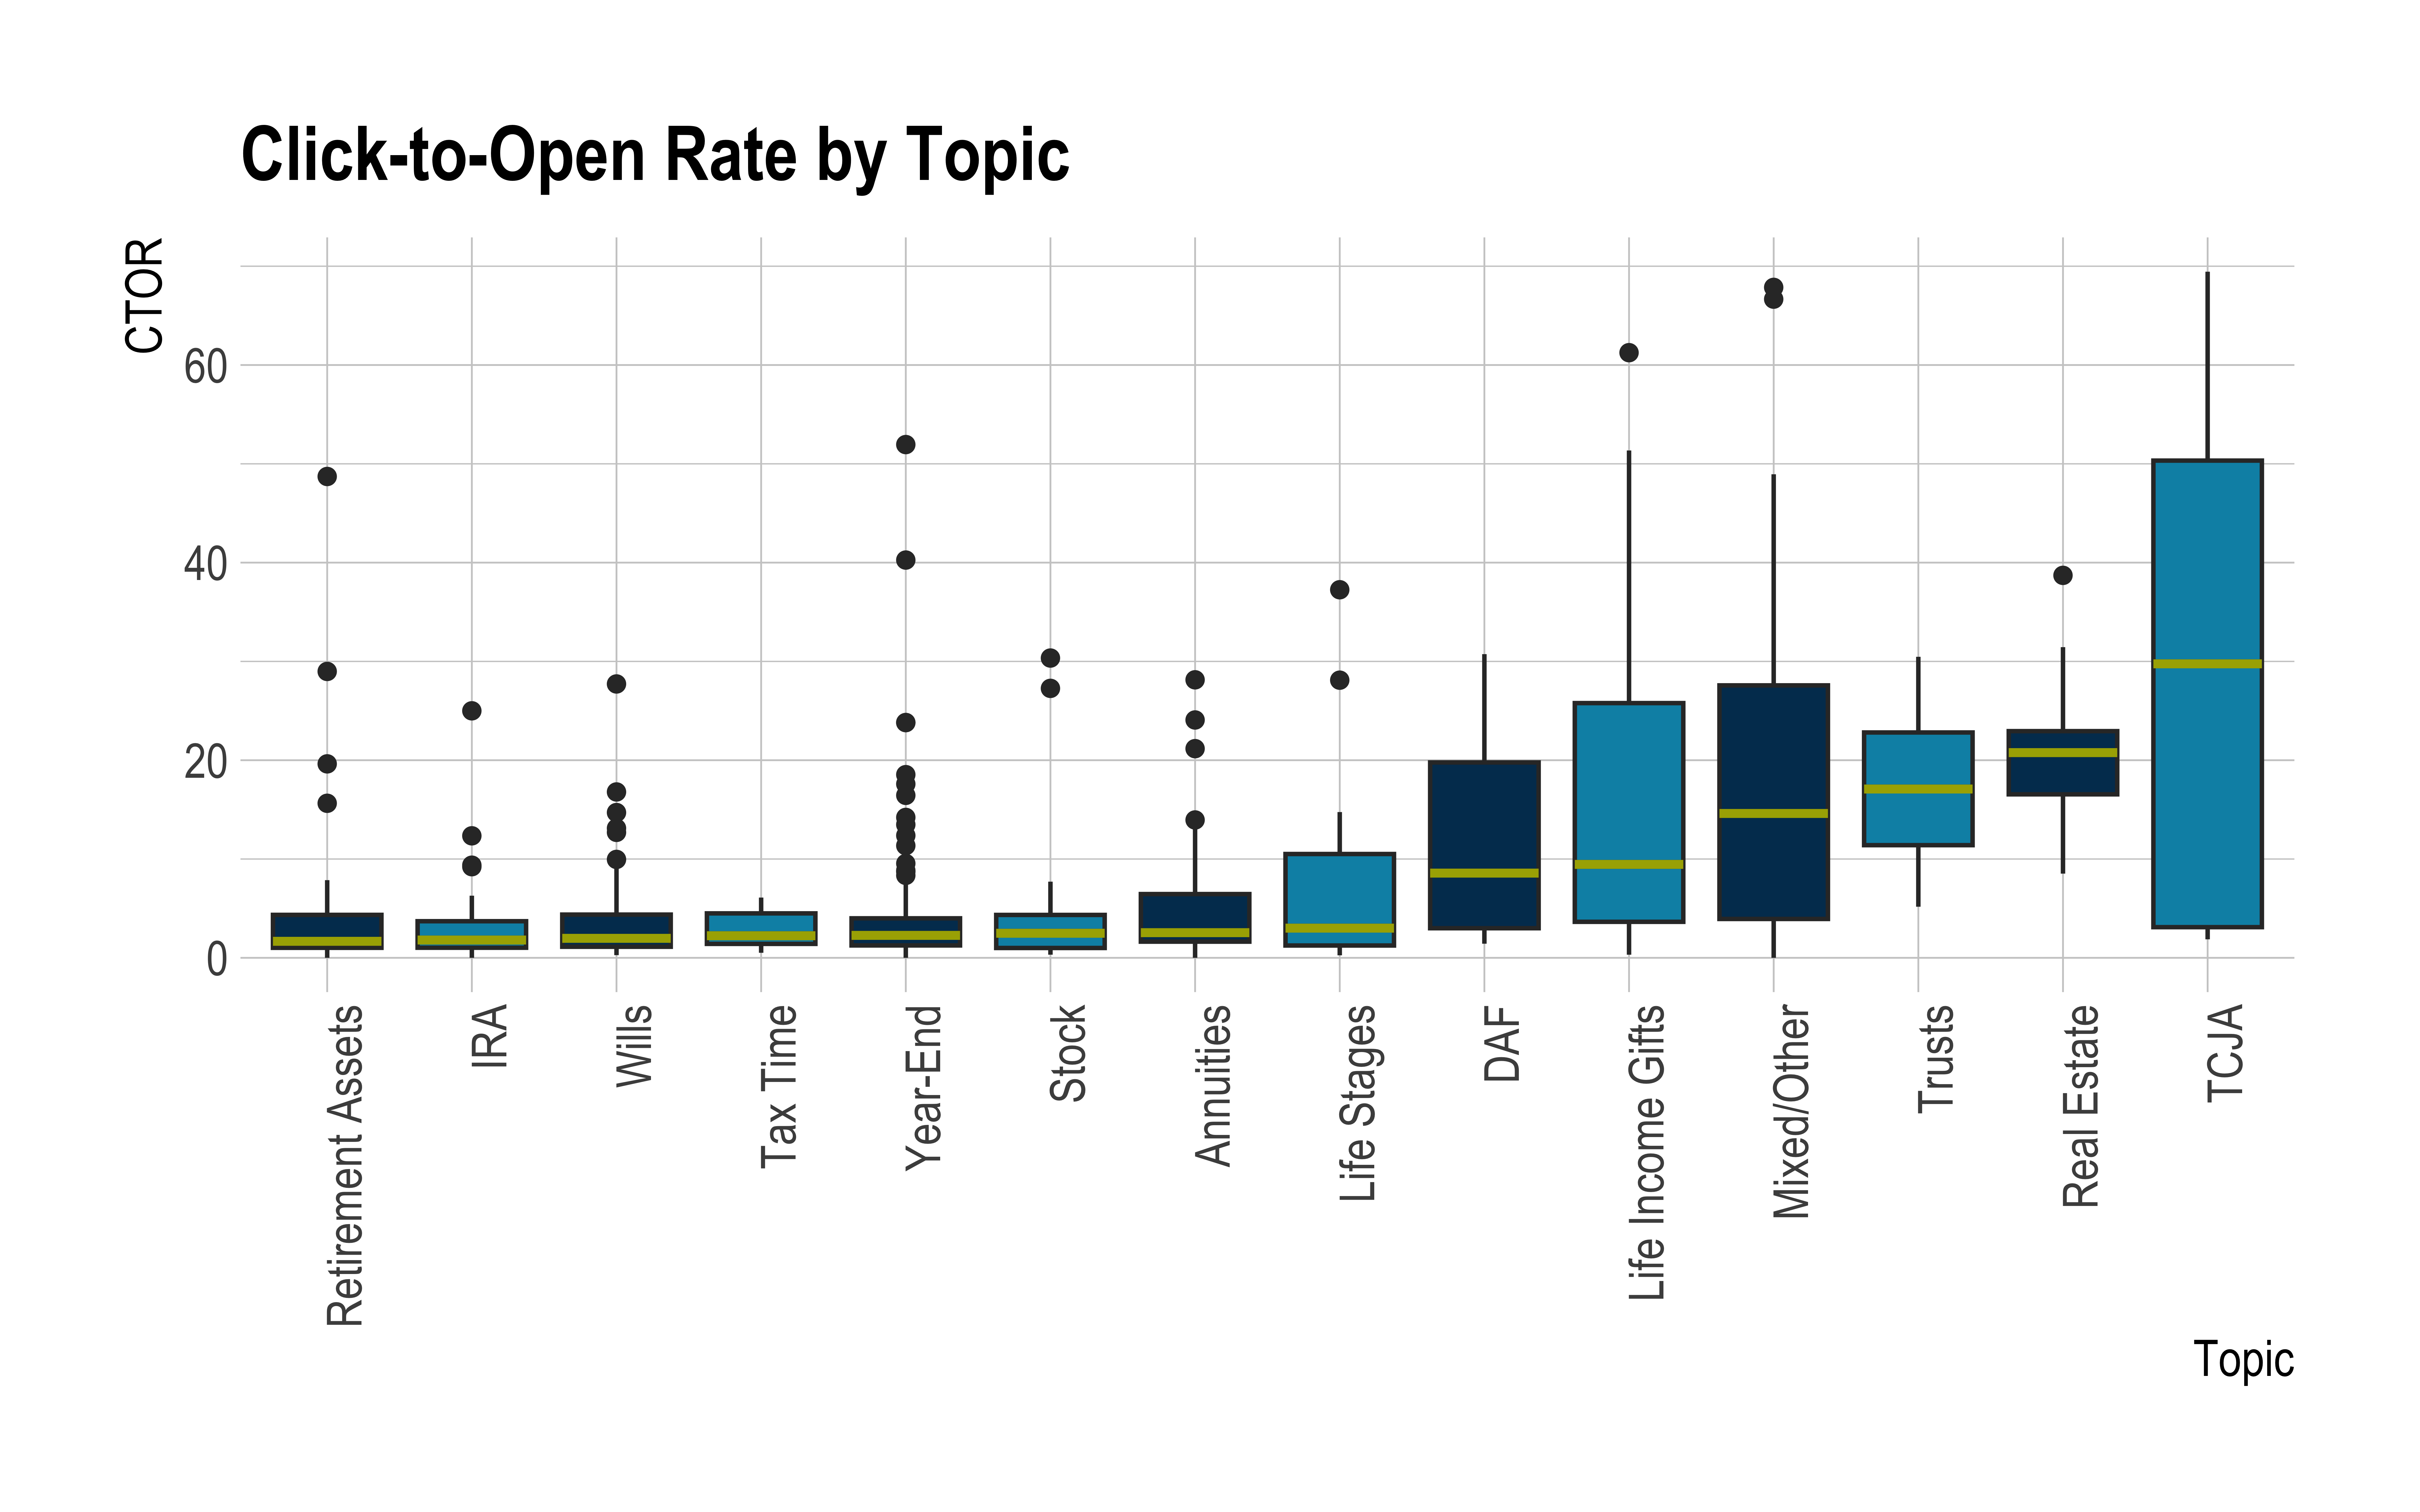 Click-to-Open Rate by Topic
CTOR
60
40
20
0
Retirement Assets
IRA
Wills
Tax Time
Year-End
Stock
Annuities
Life Stages
DAF
Life Income Gifts
Mixed/Other
Trusts
Real Estate
TCJA
Topic